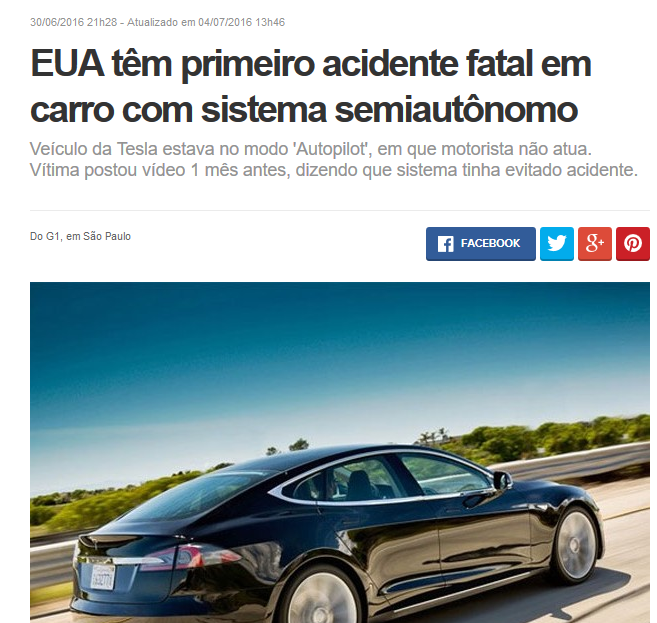 30/06/2016 21h28 - Atualizado em 04/07/2016 13h46
EUA têm primeiro acidente fatal em
carro com sistema semiautônomo
Veículo da Tesla estava no modo 'Autopilot', em que motorista não atua.
Vítima postou vídeo 1 mês antes, dizendo que sistema tinha evitado acidente.
Do G1, em São Paulo
FACEBOOK